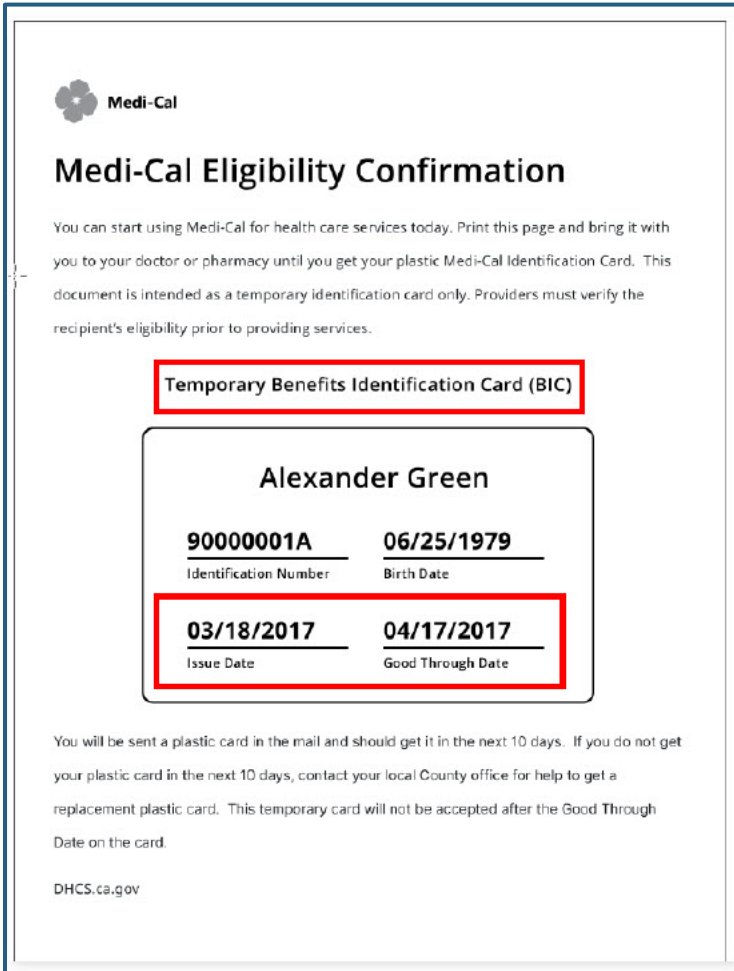 Medi-Cal
Medi-Cal Eligibility Confirmation
You can start using Medi-Cal for health care services today. Print this page and bring it with
you to your doctor or pharmacy until you get your plastic Medi-Cal Identification Card.  This
document is intended as a temporary identification card only. Providers must verify the
recipient's eligibility prior to providing services.
Temporary Benefits Identification Card (BIC)
Alexander Green
90000001A 06/25/1979
Identification Number Birth Date
03/18/2017 04/17/2017
Issue Date Good Through Date
You will be sent a plastic card in the mail and should get it in the next 10 days.  If you do not get
your plastic card in the next 10 days, contact your local County office for help to get a
replacement plastic card.  This temporary card will not be accepted after the Good Through
Date on the card.
DHCS.ca.gov